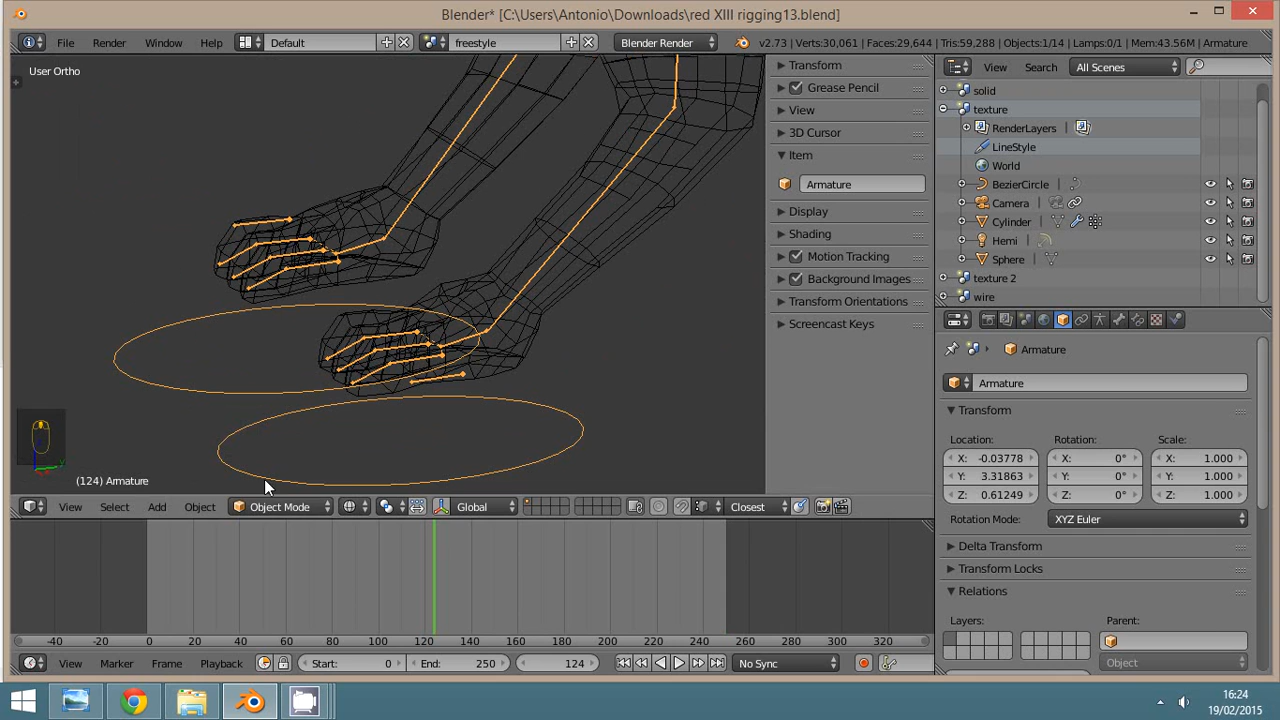 Blender* [C:\Users\Antonio\Downloads\red XIII rigging13.blend]
File Render Window Help Default freestyle Blender Render v2.73 | Verts:30,061 | Faces:29,644 | Tris:59,288 | Objects:1/14 | Lamps:0/1 | Mem:43.56M | Armature
User Ortho
(124) Armature
Transform
Grease Pencil
View
3D Cursor
Item
Armature
Display
Shading
Motion Tracking
Background Images
Transform Orientations
Screencast Keys
View Search All Scenes
solid
texture
RenderLayers
LineStyle
World
BezierCircle
Camera
Cylinder
Hemi
Sphere
texture 2
wire
Armature
Armature
Transform
Location: Rotation: Scale:
X: -0.03778 X: 0° X: 1.000
Y: 3.31863 Y: 0° Y: 1.000
Z: 0.61249 Z: 0° Z: 1.000
Rotation Mode: XYZ Euler
Delta Transform
Transform Locks
Relations
Layers: Parent:
Object
View Select Add Object Object Mode Global Closest
-40 -20 0 20 40 60 80 100 120 140 160 180 200 220 240 260 280 300 320
View Marker Frame Playback Start: 0 End: 250 124 No Sync
16:24
19/02/2015